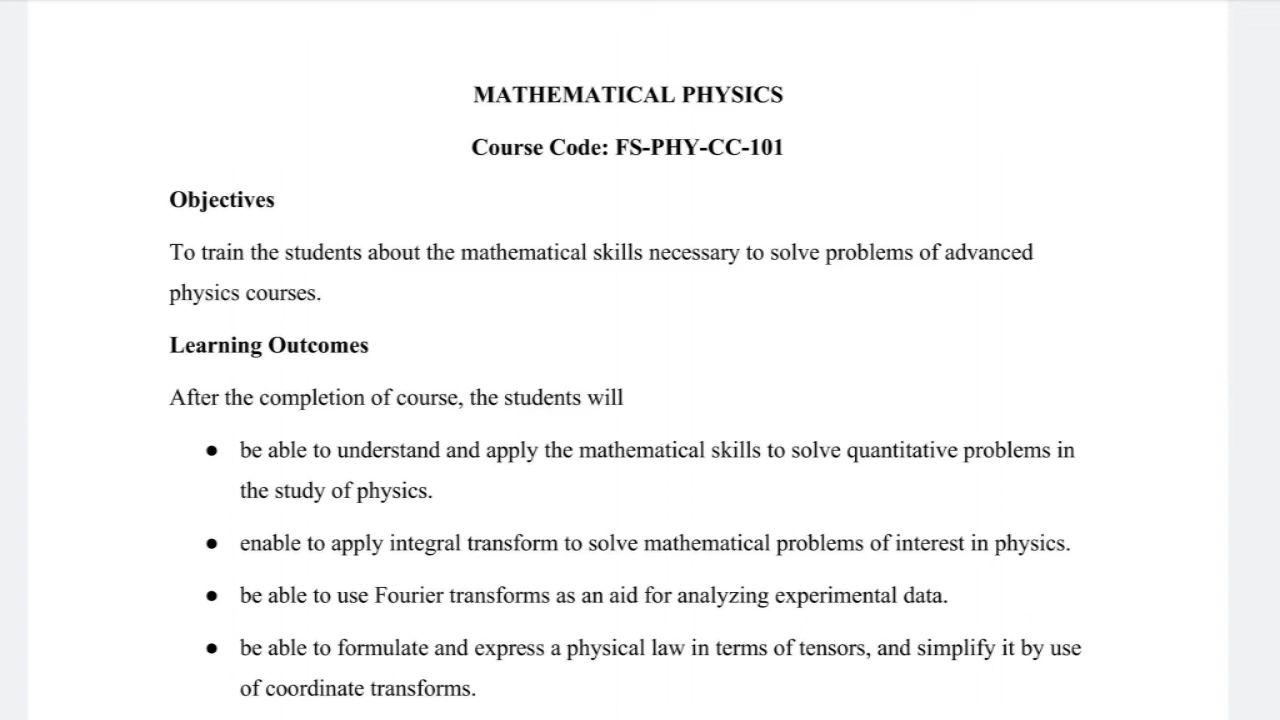 MATHEMATICAL PHYSICS
Course Code: FS-PHY-CC-101
Objectives
To train the students about the mathematical skills necessary to solve problems of advanced
physics courses.
Learning Outcomes
After the completion of course, the students will
● be able to understand and apply the mathematical skills to solve quantitative problems in
the study of physics.
● enable to apply integral transform to solve mathematical problems of interest in physics.
● be able to use Fourier transforms as an aid for analyzing experimental data.
● be able to formulate and express a physical law in terms of tensors, and simplify it by use
of coordinate transforms.